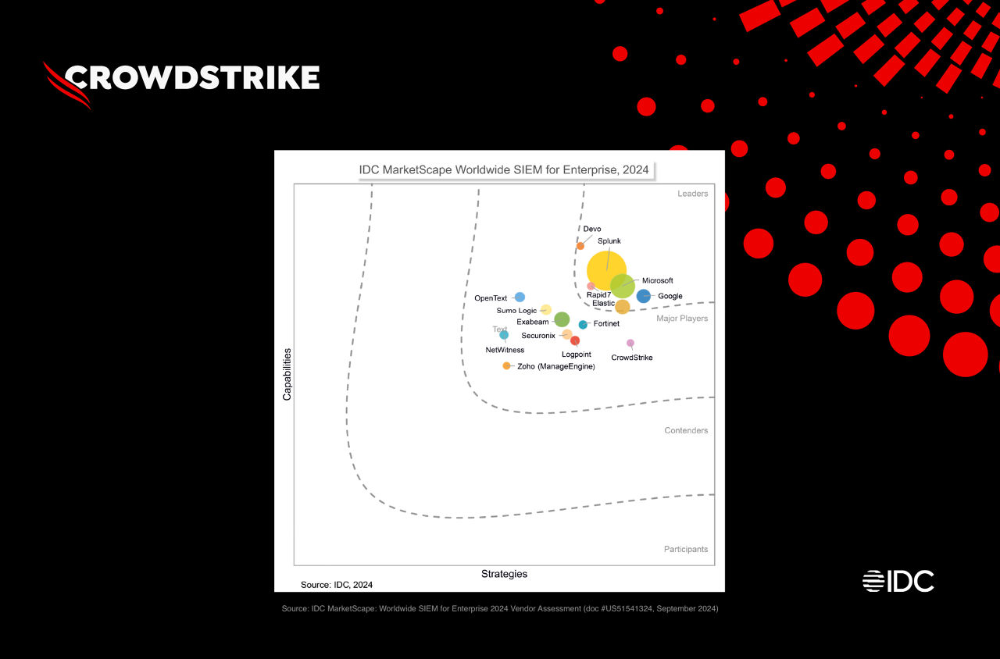 CROWDSTRIKE
IDC MarketScape Worldwide SIEM for Enterprise, 2024
Leaders
Devo
Splunk
Microsoft
Rapid7
Google
OpenText
Elastic
Sumo Logic
Major Players
Exabeam
Fortinet
Text
Securonix
NetWitness
Logpoint
CrowdStrike
Zoho (ManageEngine)
Capabilities
Contenders
Participants
Strategies
Source: IDC, 2024
IDC
Source: IDC MarketScape: Worldwide SIEM for Enterprise 2024 Vendor Assessment (doc #US51541324, September 2024)